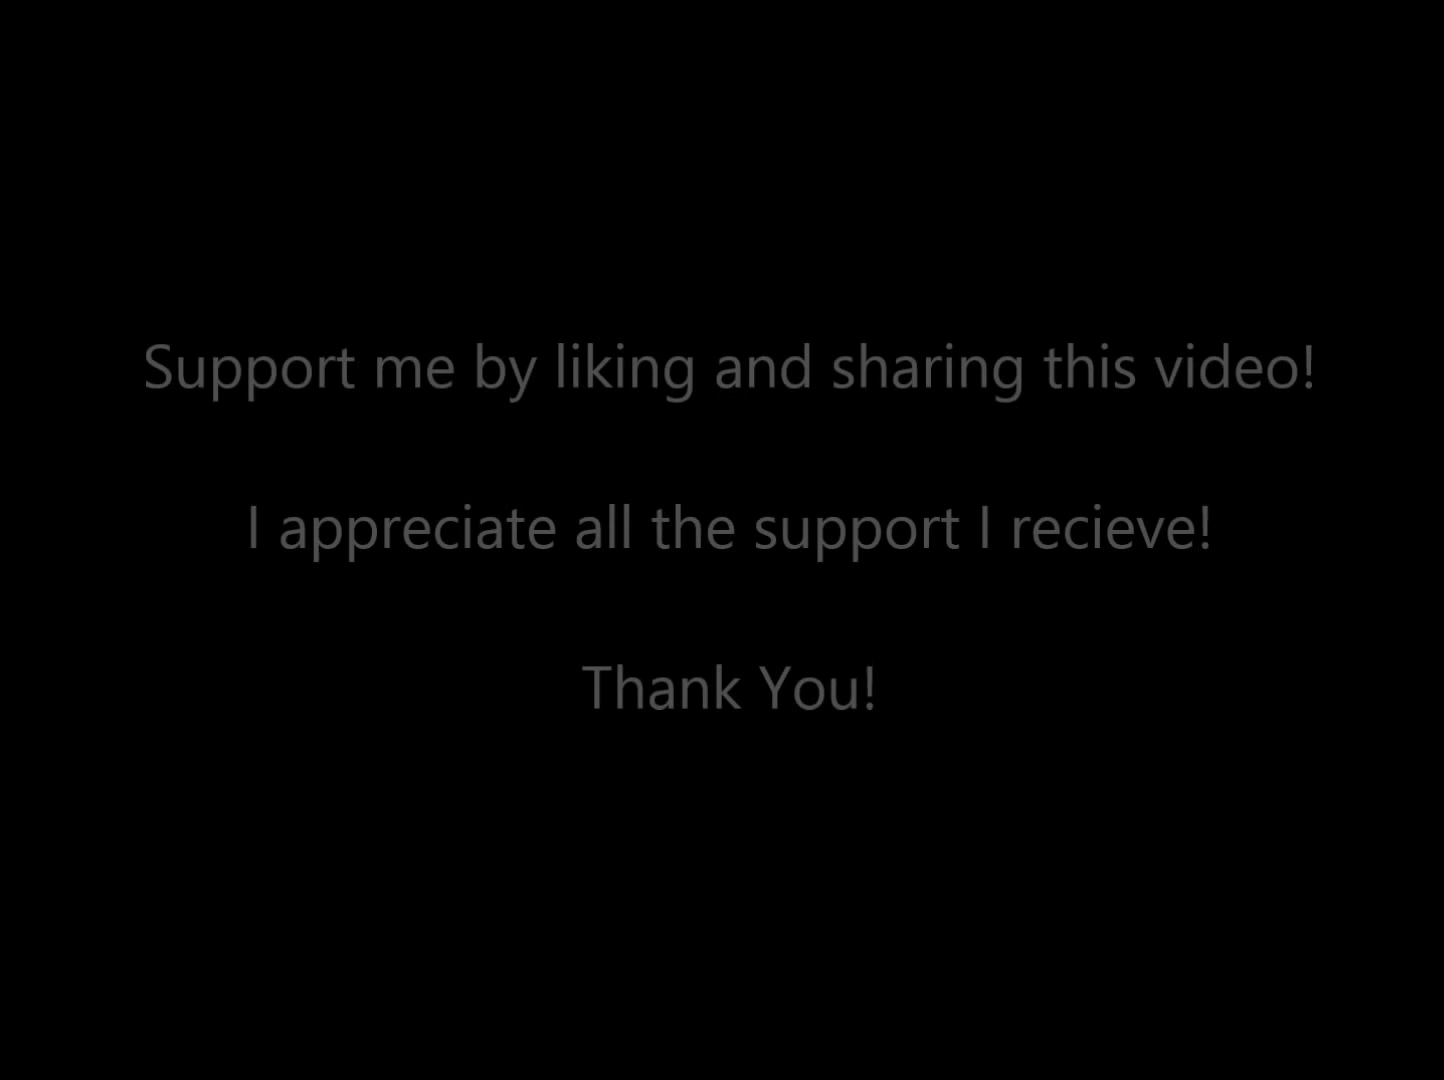 Support me by liking and sharing this video!
I appreciate all the support I recieve!
Thank You!